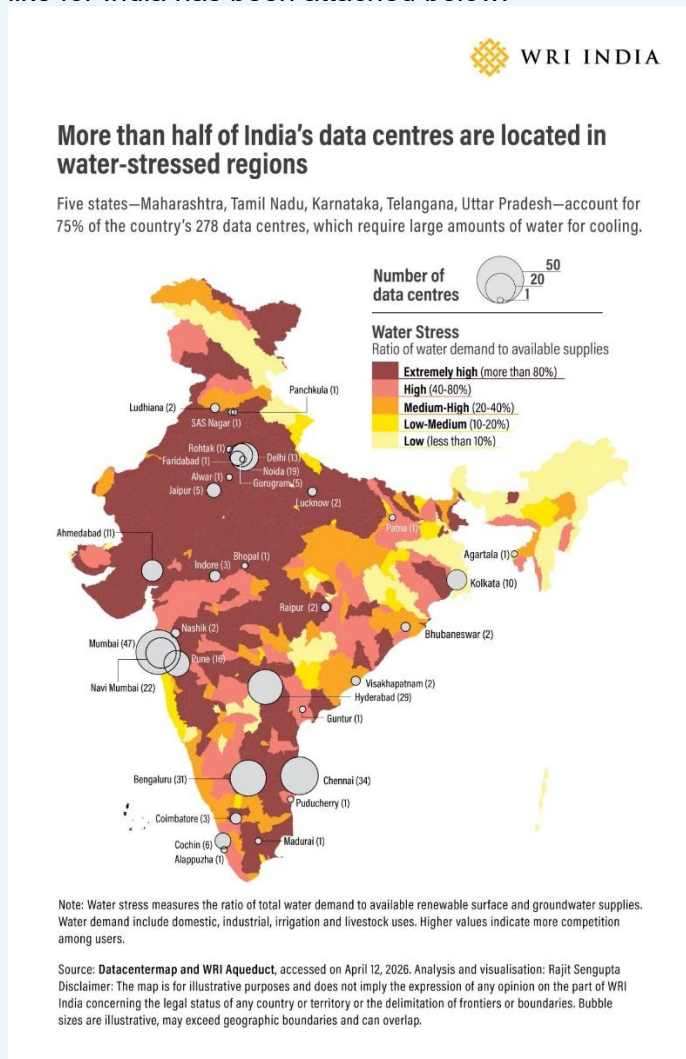 like for India has been attached below:
WRI INDIA
More than half of India's data centres are located in
water-stressed regions
Five states—Maharashtra, Tamil Nadu, Karnataka, Telangana, Uttar Pradesh—account for
75% of the country's 278 data centres, which require large amounts of water for cooling.
Number of
data centres
50
20
1
Water Stress
Ratio of water demand to available supplies
Extremely high (more than 80%)
High (40-80%)
Medium-High (20-40%)
Low-Medium (10-20%)
Low (less than 10%)
Panchkula (1)
Ludhiana (2)
SAS Nagar (1)
Rohtak (1)
Delhi (13)
Faridabad (1)
Noida (19)
Alwar (1)
Gurugram (5)
Jaipur (5)
Lucknow (2)
Patna (1)
Ahmedabad (11)
Bhopal (1)
Agartala (1)
Indore (3)
Kolkata (10)
Raipur (2)
Nashik (2)
Bhubaneswar (2)
Mumbai (47)
Pune (16)
Navi Mumbai (22)
Visakhapatnam (2)
Hyderabad (29)
Guntur (1)
Bengaluru (31)
Chennai (34)
Puducherry (1)
Coimbatore (3)
Cochin (6)
Madurai (1)
Alappuzha (1)
Note: Water stress measures the ratio of total water demand to available renewable surface and groundwater supplies.
Water demand include domestic, industrial, irrigation and livestock uses. Higher values indicate more competition
among users.
Source: Datacentermap and WRI Aqueduct, accessed on April 12, 2026. Analysis and visualisation: Rajit Sengupta
Disclaimer: The map is for illustrative purposes and does not imply the expression of any opinion on the part of WRI
India concerning the legal status of any country or territory or the delimitation of frontiers or boundaries. Bubble
sizes are illustrative, may exceed geographic boundaries and can overlap.